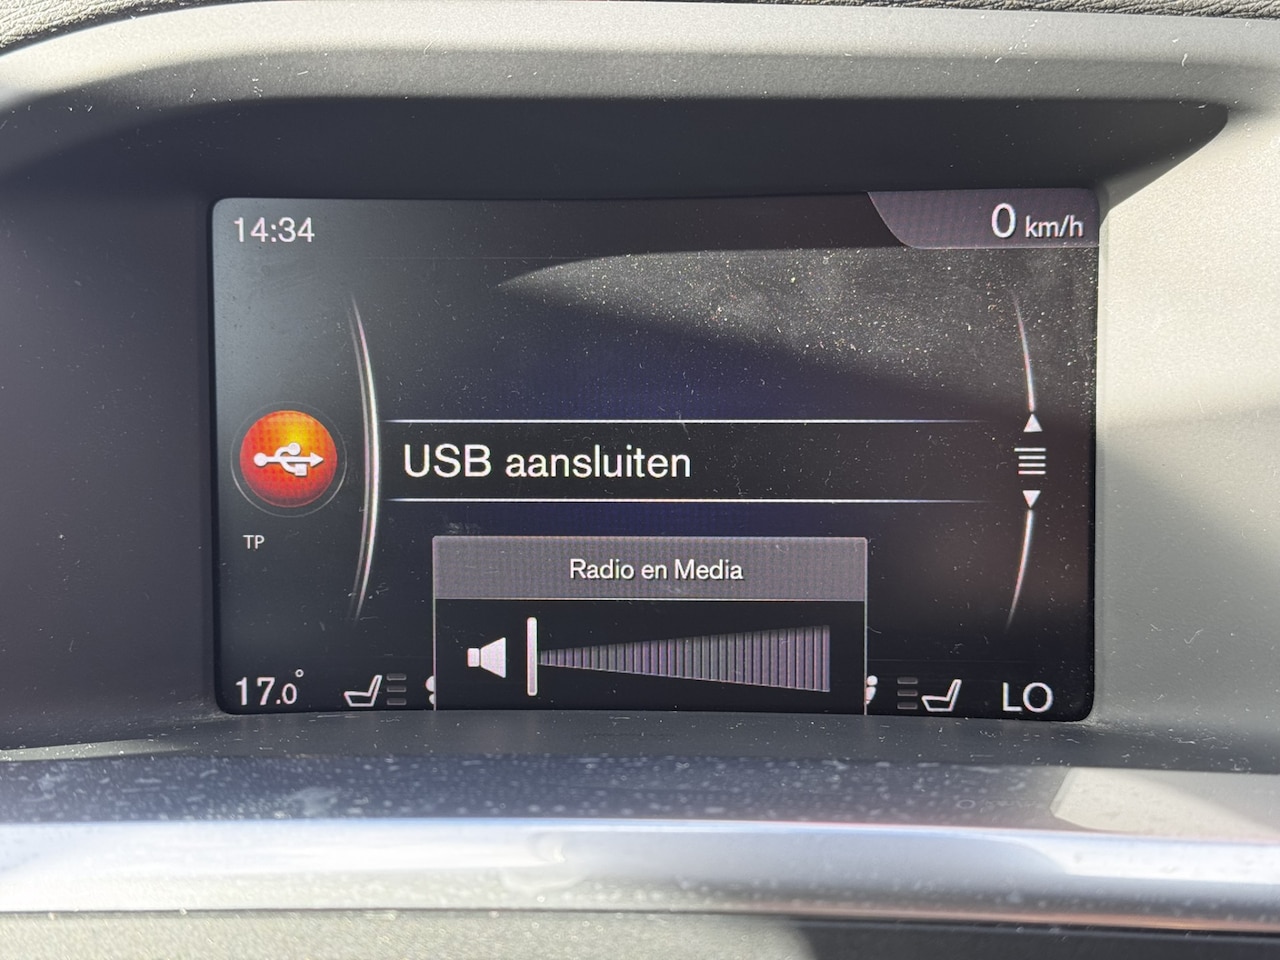 14:34
0 km/h
USB aansluiten
TP
Radio en Media
17.0°
LO